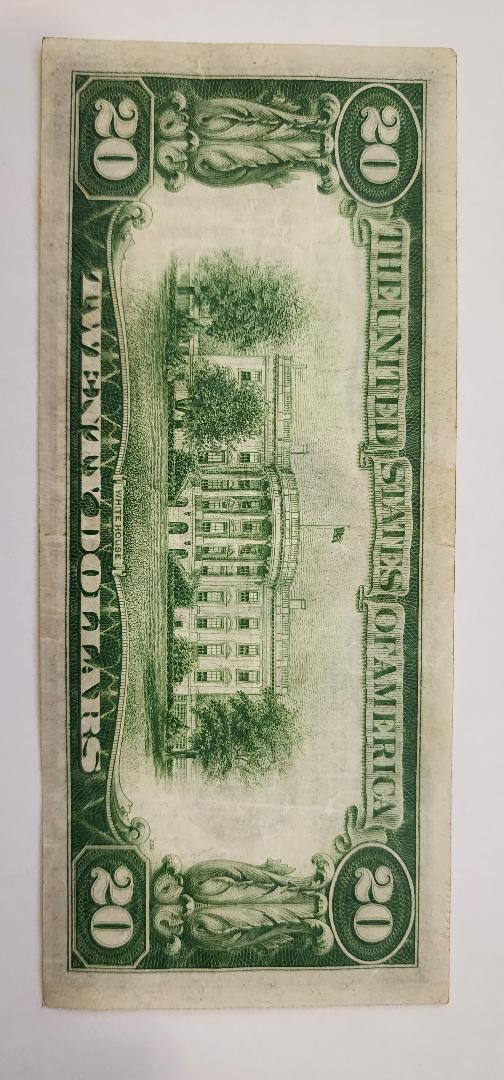 20 THE UNITED STATES OF AMERICA 20
WHITE HOUSE
20 TWENTY DOLLARS 20